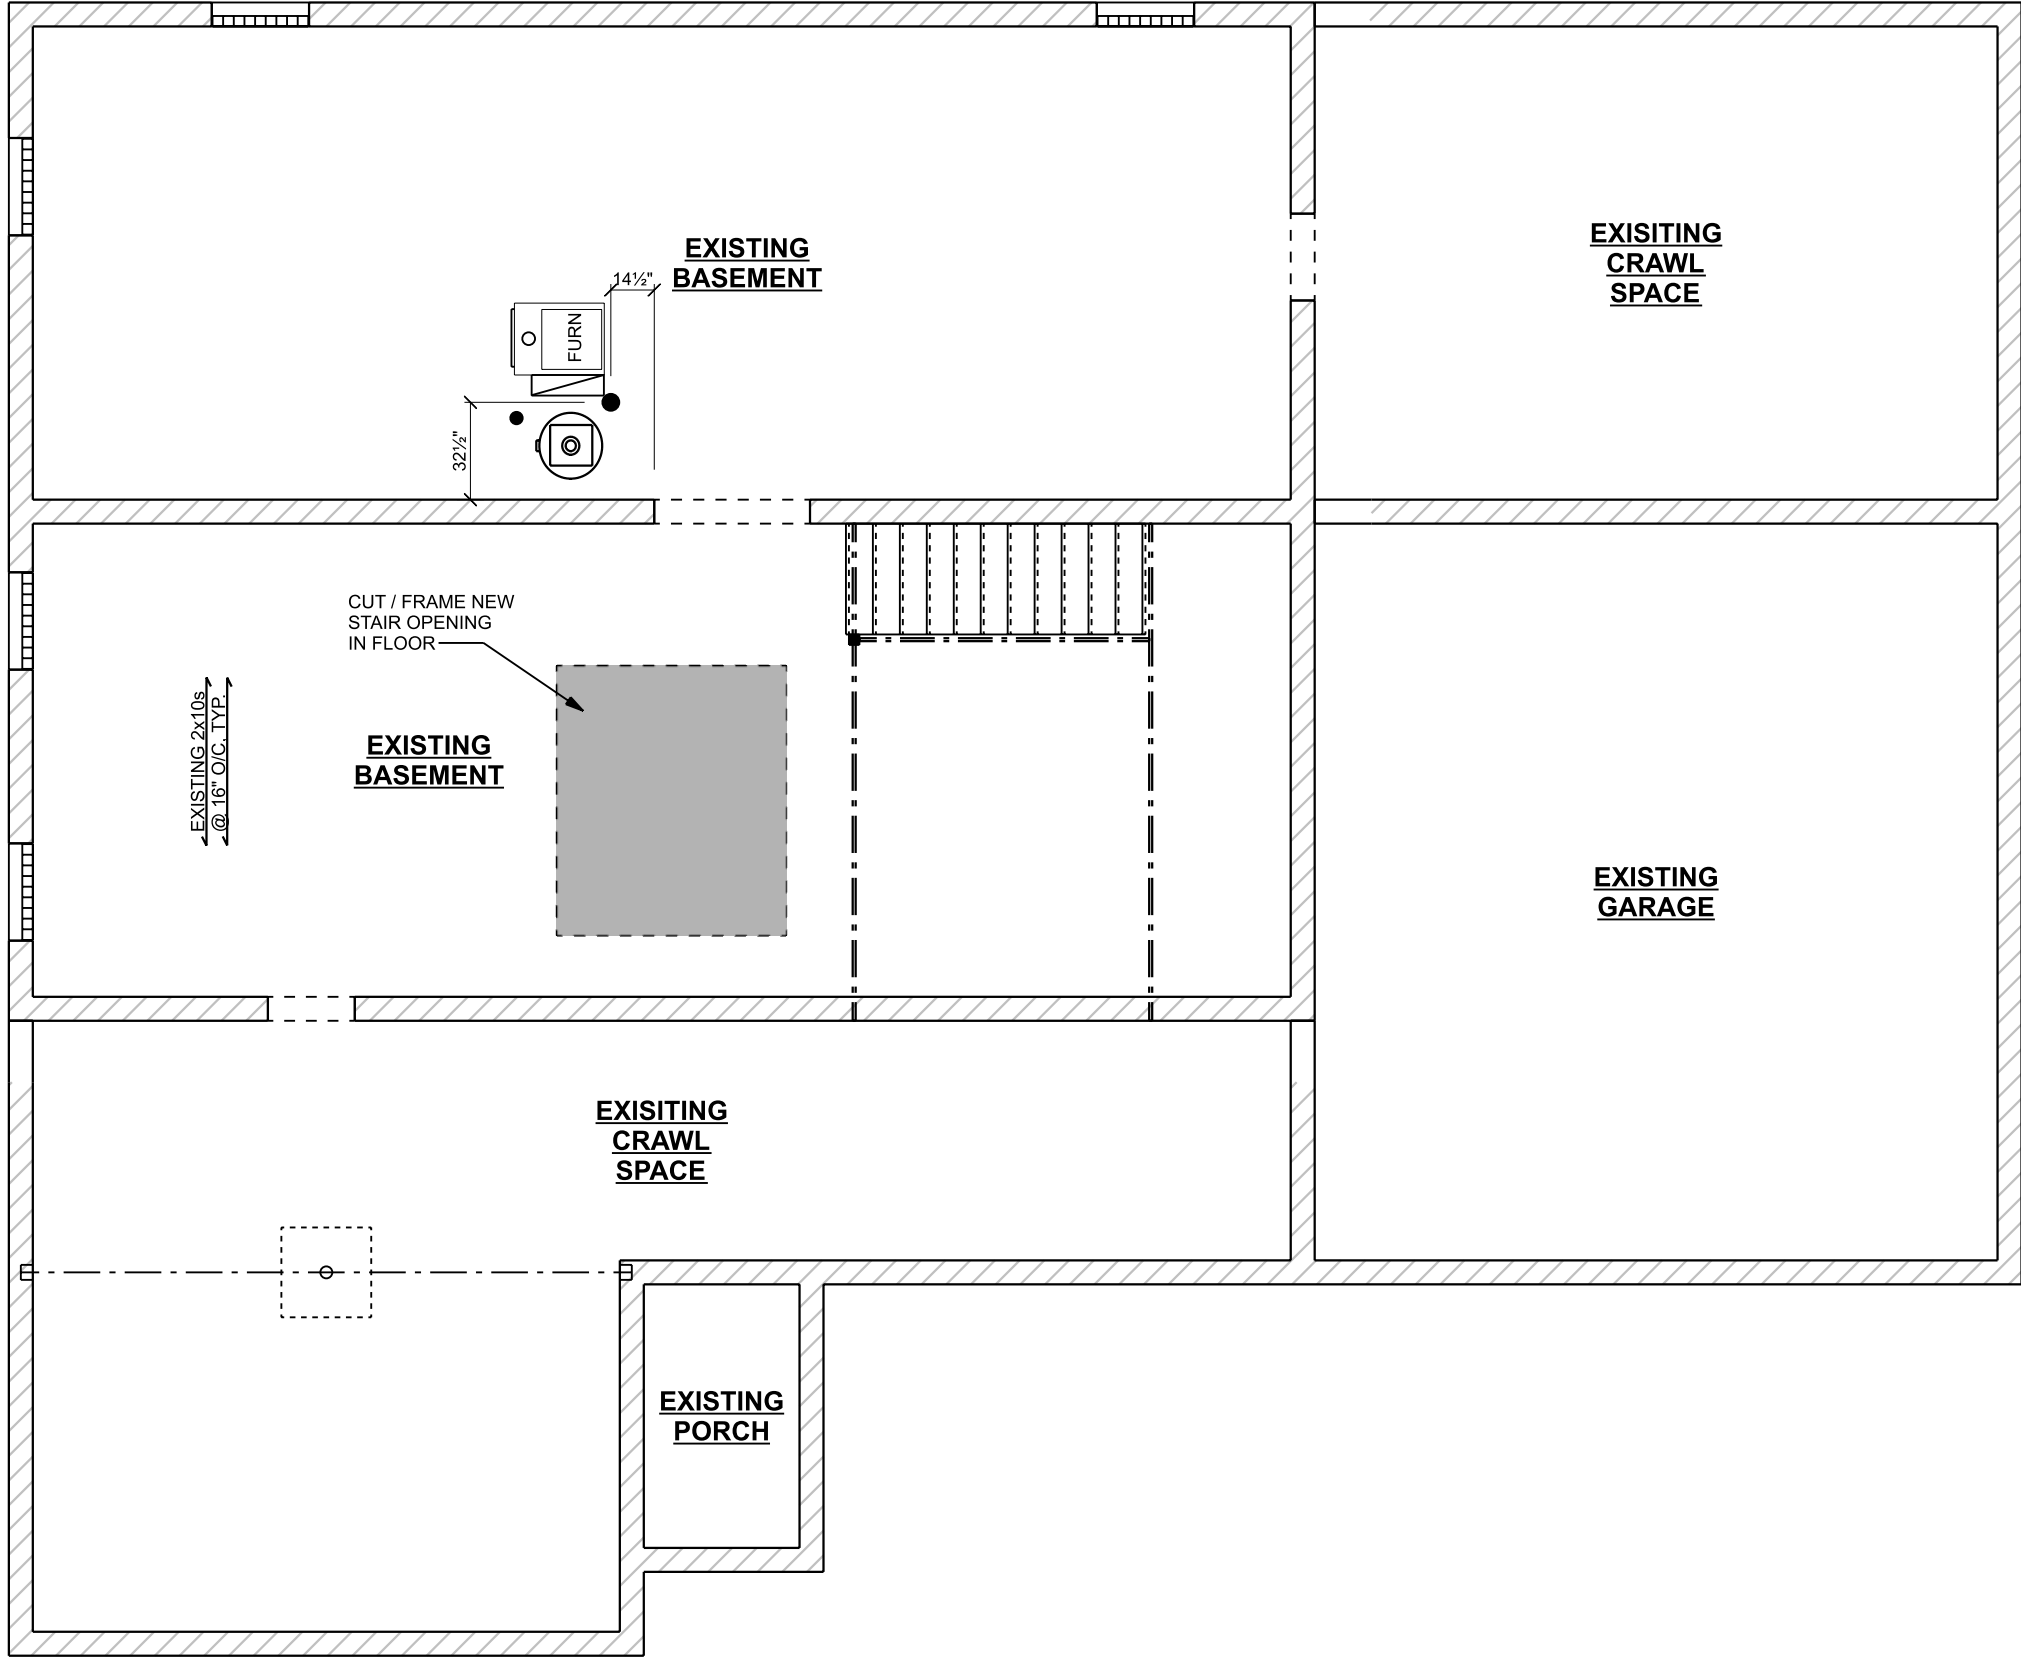 EXISTING
BASEMENT
EXISITING
CRAWL
SPACE
14½"
FURN
32½"
CUT / FRAME NEW
STAIR OPENING
IN FLOOR
EXISTING 2x10s
@ 16" O/C, TYP.
EXISTING
BASEMENT
EXISTING
GARAGE
EXISITING
CRAWL
SPACE
EXISTING
PORCH